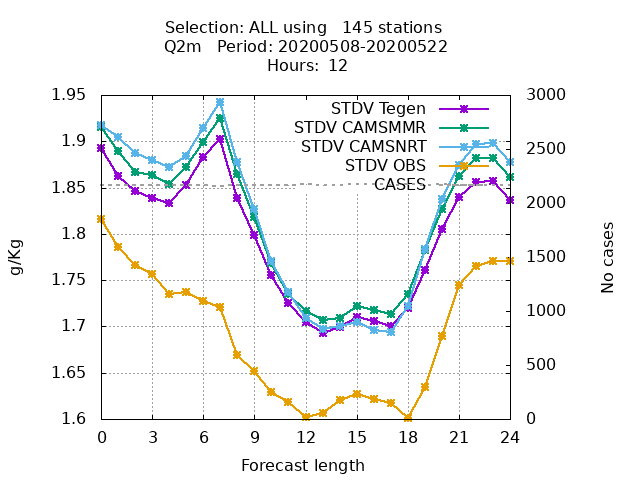 Selection: ALL using   145 stations
Q2m   Period: 20200508-20200522
Hours: 12
1.95
1.9
1.85
1.8
1.75
1.7
1.65
1.6
g/Kg
STDV Tegen
STDV CAMSMMR
STDV CAMSNRT
STDV OBS
CASES
3000
2500
2000
1500
1000
500
0
No cases
0 3 6 9 12 15 18 21 24
Forecast length